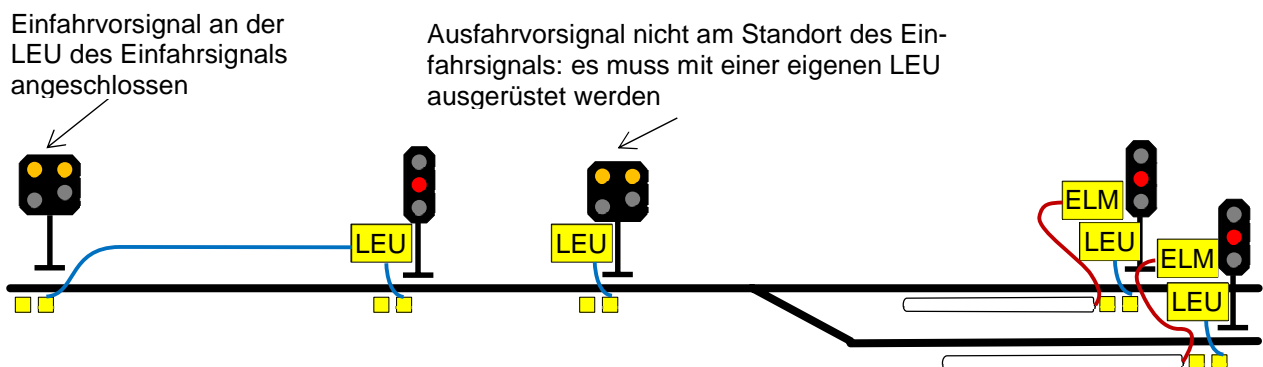 Einfahrvorsignal an der
LEU des Einfahrsignals
angeschlossen
Ausfahrvorsignal nicht am Standort des Ein-
fahrsignals: es muss mit einer eigenen LEU
ausgerüstet werden
LEU
LEU
ELM
LEU
ELM
LEU